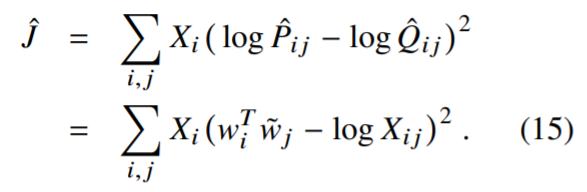 Ĵ = ∑_{i,j} X_i ( log P̂_{ij} − log Q̂_{ij} )^2
= ∑_{i,j} X_i ( w_i^T w̃_j − log X_{ij} )^2 . (15)